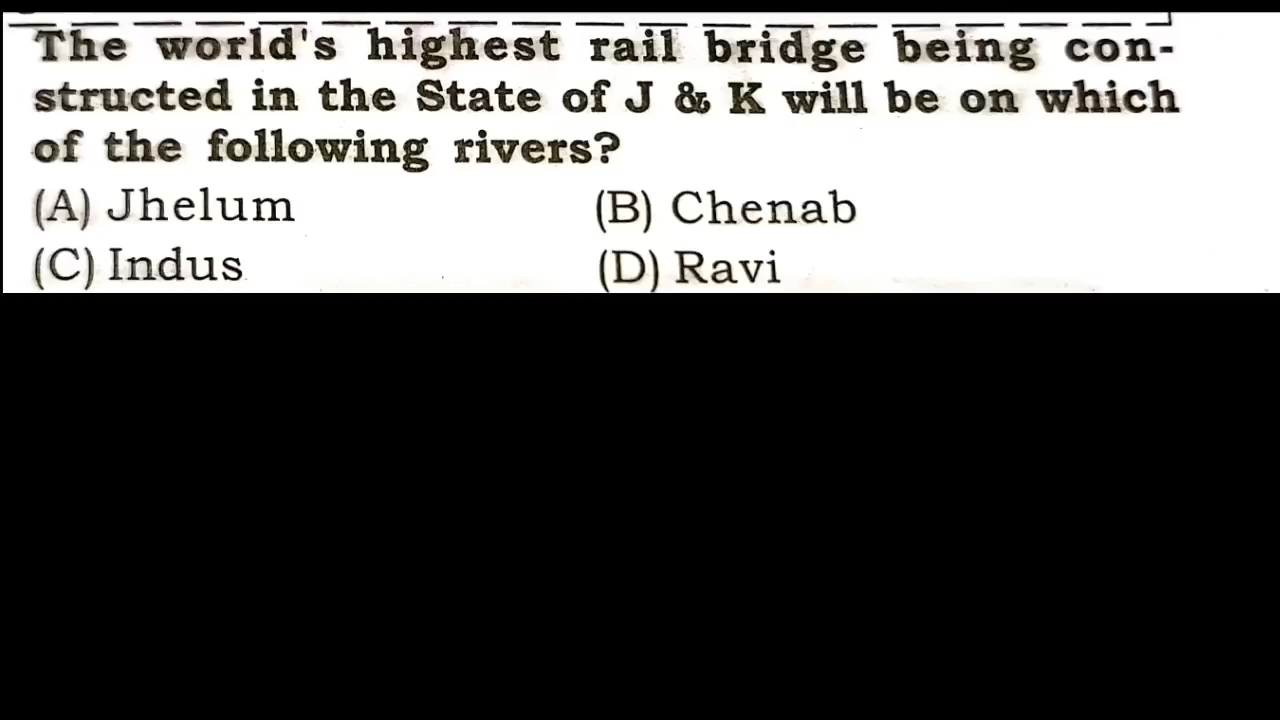 The world's highest rail bridge being con-
structed in the State of J & K will be on which
of the following rivers?
(A) Jhelum (B) Chenab
(C) Indus (D) Ravi